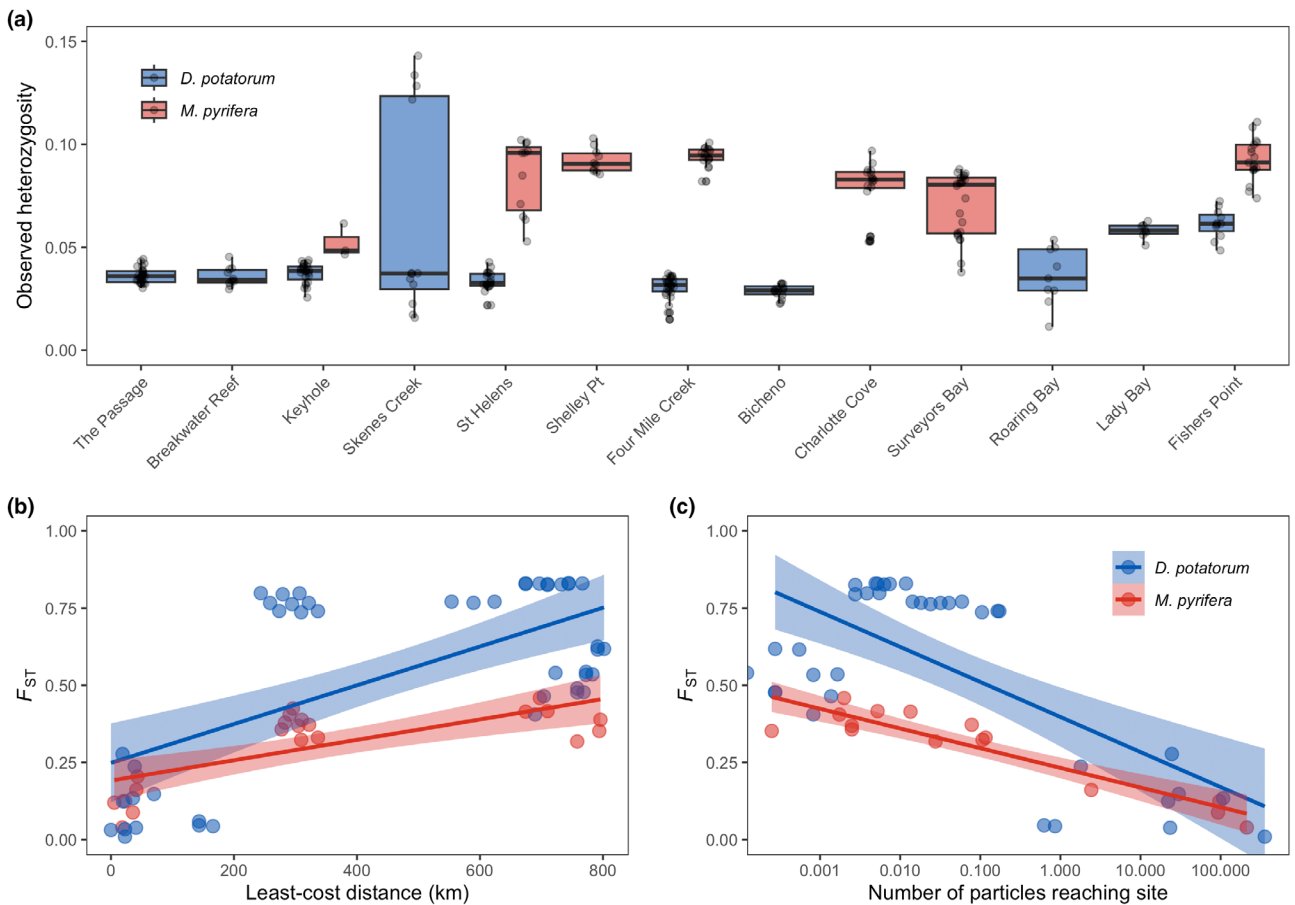 (a)
Observed heterozygosity
0.15
0.10
0.05
0.00
D. potatorum
M. pyrifera
The Passage
Breakwater Reef
Keyhole
Skenes Creek
St Helens
Shelley Pt
Four Mile Creek
Bicheno
Charlotte Cove
Surveyors Bay
Roaring Bay
Lady Bay
Fishers Point
(b)
FST
1.00
0.75
0.50
0.25
0.00
0
200
400
600
800
Least-cost distance (km)
(c)
FST
1.00
0.75
0.50
0.25
0.00
D. potatorum
M. pyrifera
0.001
0.010
0.100
1.000
10.000
100.000
Number of particles reaching site